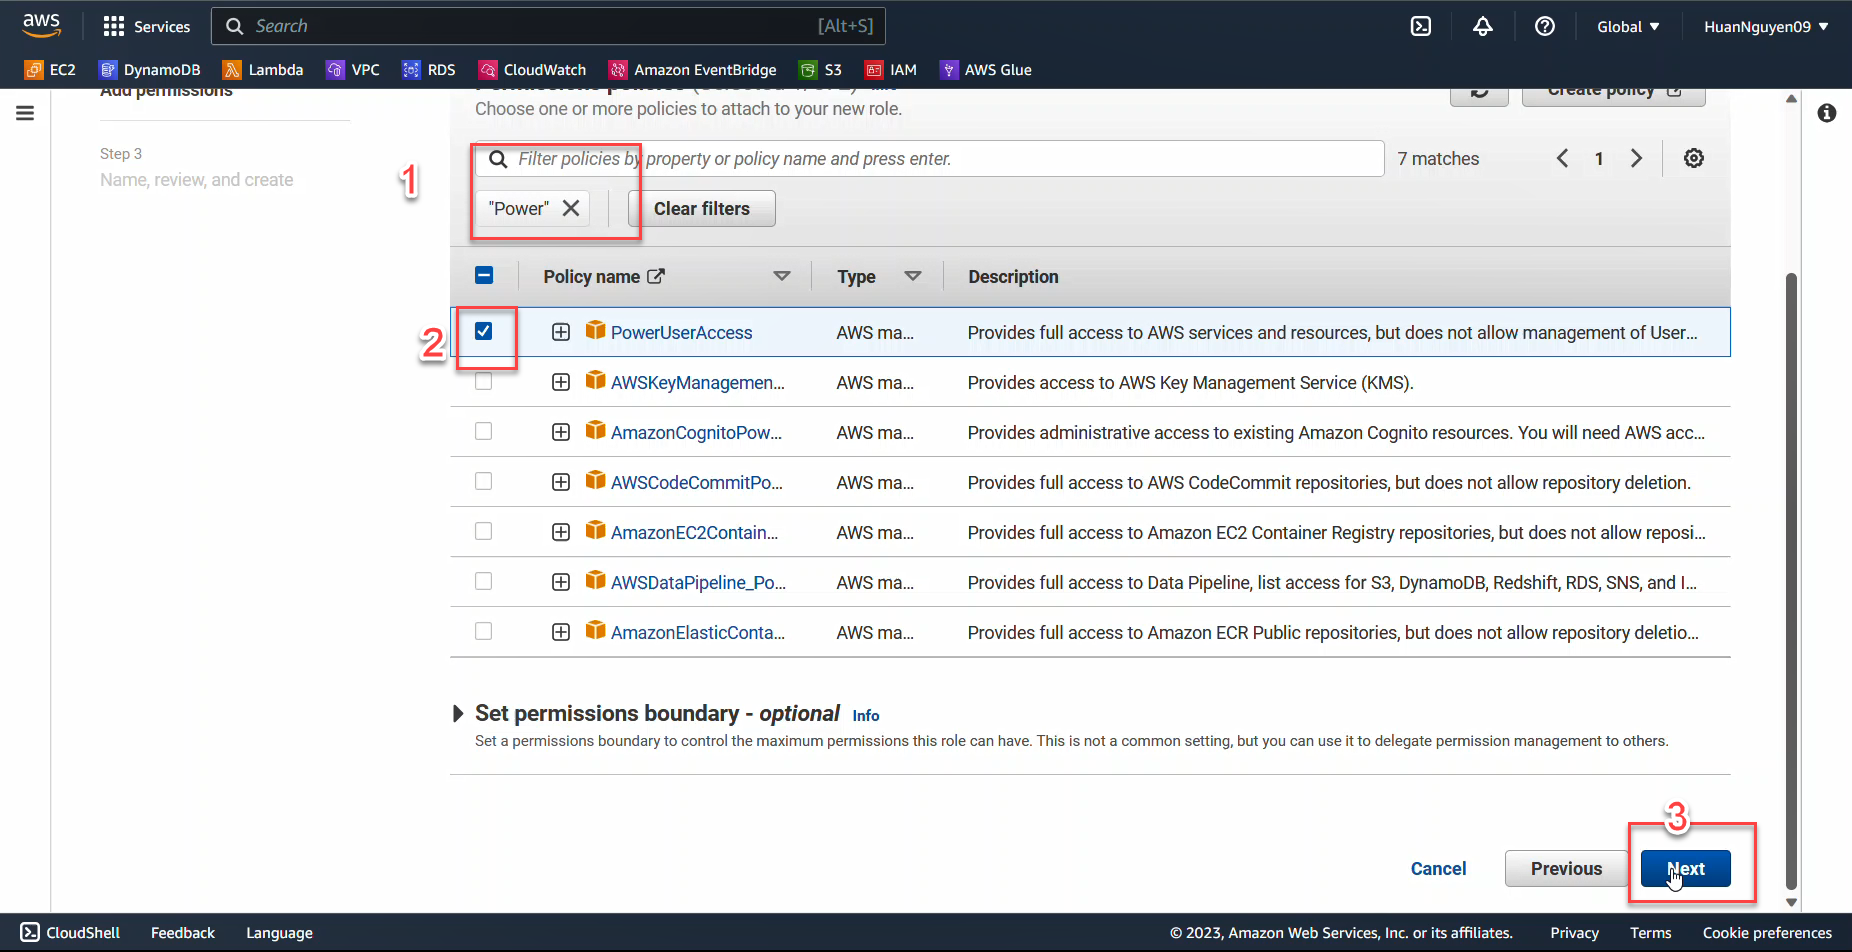 aws Services Search [Alt+S] Global HuanNguyen09
EC2 DynamoDB Lambda VPC RDS CloudWatch Amazon EventBridge S3 IAM AWS Glue
Add permissions
Create policy
Choose one or more policies to attach to your new role.
Step 3
Name, review, and create
1
Filter policies by property or policy name and press enter. 7 matches 1
"Power" Clear filters
Policy name Type Description
2
PowerUserAccess AWS ma... Provides full access to AWS services and resources, but does not allow management of User...
AWSKeyManagemen... AWS ma... Provides access to AWS Key Management Service (KMS).
AmazonCognitoPow... AWS ma... Provides administrative access to existing Amazon Cognito resources. You will need AWS acc...
AWSCodeCommitPo... AWS ma... Provides full access to AWS CodeCommit repositories, but does not allow repository deletion.
AmazonEC2Contain... AWS ma... Provides full access to Amazon EC2 Container Registry repositories, but does not allow reposi...
AWSDataPipeline_Po... AWS ma... Provides full access to Data Pipeline, list access for S3, DynamoDB, Redshift, RDS, SNS, and I...
AmazonElasticConta... AWS ma... Provides full access to Amazon ECR Public repositories, but does not allow repository deletio...
Set permissions boundary - optional Info
Set a permissions boundary to control the maximum permissions this role can have. This is not a common setting, but you can use it to delegate permission management to others.
3
Cancel Previous Next
CloudShell Feedback Language © 2023, Amazon Web Services, Inc. or its affiliates. Privacy Terms Cookie preferences